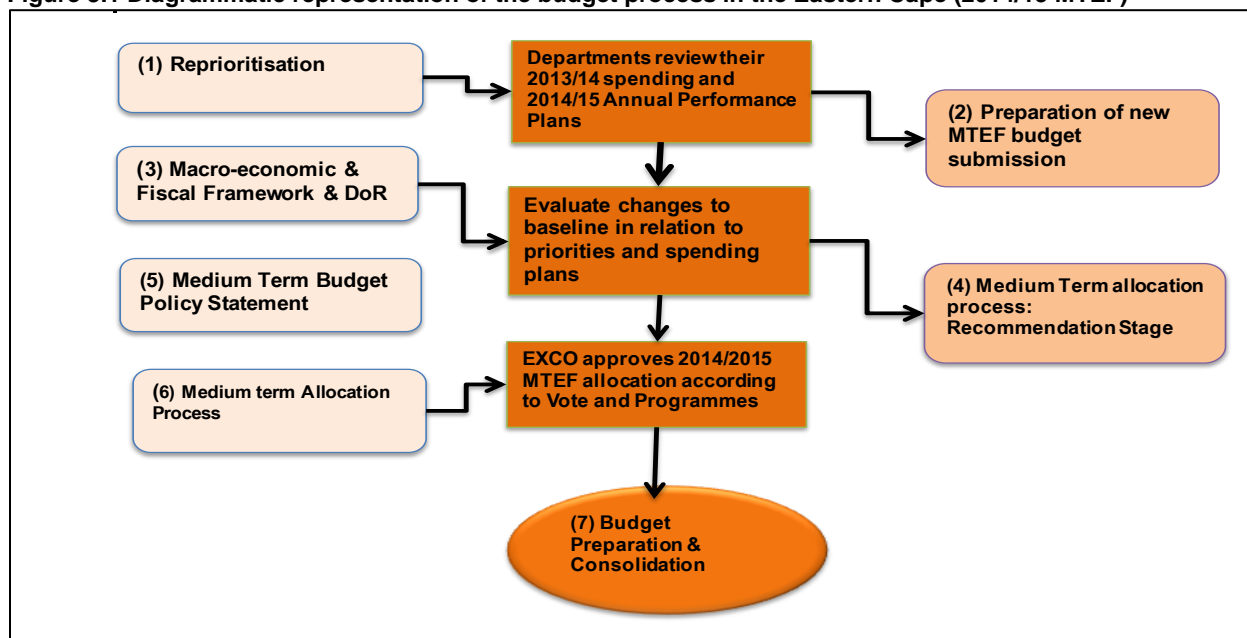 Figure 3.1 Diagrammatic representation of the budget process in the Eastern Cape (2014/15 MTEF)
(1) Reprioritisation
Departments review their
2013/14 spending and
2014/15 Annual Performance
Plans
(2) Preparation of new
MTEF budget
submission
(3) Macro-economic &
Fiscal Framework & DoR
Evaluate changes to
baseline in relation to
priorities and spending
plans
(5) Medium Term Budget
Policy Statement
(4) Medium Term allocation
process:
Recommendation Stage
EXCO approves 2014/2015
MTEF allocation according
to Vote and Programmes
(6) Medium term Allocation
Process
(7) Budget
Preparation &
Consolidation